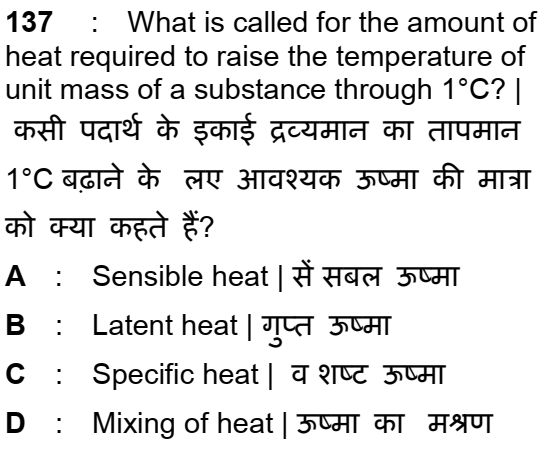 137 : What is called for the amount of
heat required to raise the temperature of
unit mass of a substance through 1°C? |
कसी पदार्थ के इकाई द्रव्यमान का तापमान
1°C बढ़ाने के लए आवश्यक ऊष्मा की मात्रा
को क्या कहते हैं?
A : Sensible heat | सें सबल ऊष्मा
B : Latent heat | गुप्त ऊष्मा
C : Specific heat | व शष्ट ऊष्मा
D : Mixing of heat | ऊष्मा का मश्रण